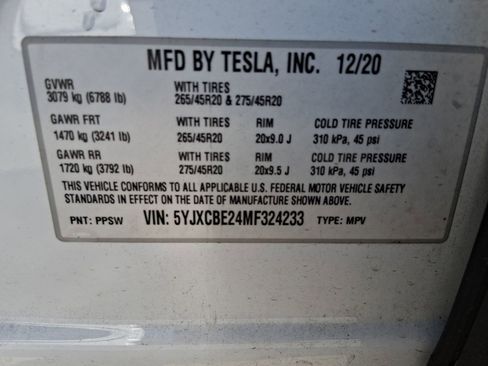 MFD BY TESLA, INC. 12/20
GVWR WITH TIRES
3079 kg (6788 lb) 265/45R20 & 275/45R20
GAWR FRT WITH TIRES RIM COLD TIRE PRESSURE
1470 kg (3241 lb) 265/45R20 20x9.0 J 310 kPa, 45 psi
GAWR RR WITH TIRES RIM COLD TIRE PRESSURE
1720 kg (3792 lb) 275/45R20 20x9.5 J 310 kPa, 45 psi
THIS VEHICLE CONFORMS TO ALL APPLICABLE U.S. FEDERAL MOTOR VEHICLE SAFETY
STANDARDS IN EFFECT ON THE DATE OF MANUFACTURE SHOWN ABOVE.
PNT: PPSW VIN: 5YJXCBE24MF324233 TYPE: MPV